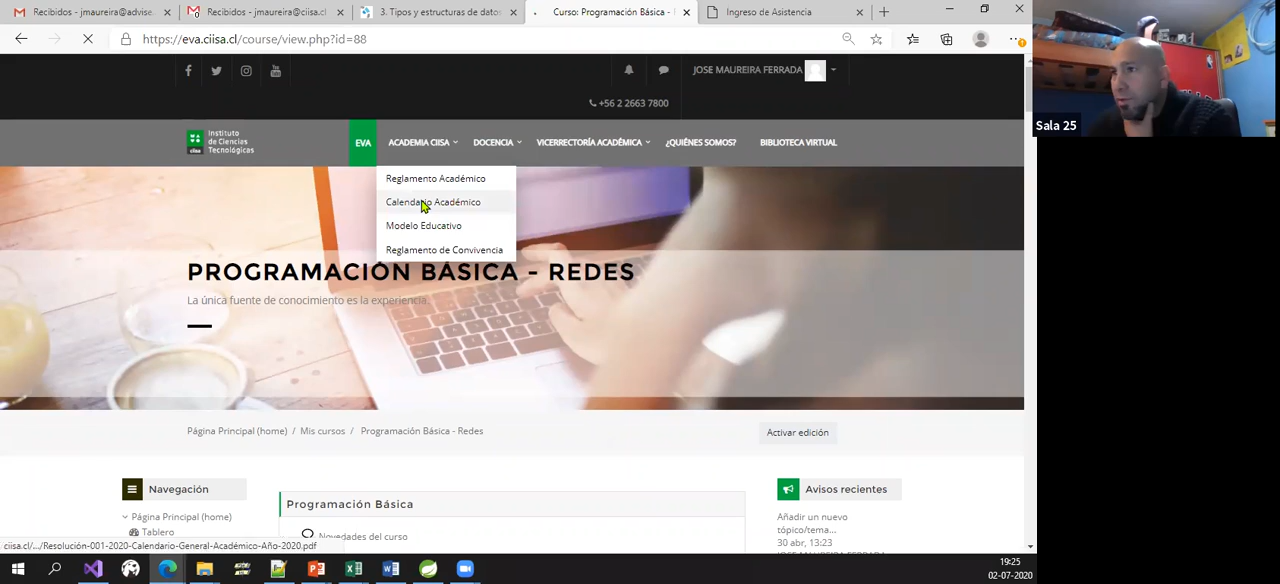 Recibidos - jmaureira@advise.
Recibidos - jmaureira@ciisa.cl
3. Tipos y estructuras de datos
Curso: Programación Básica -
Ingreso de Asistencia
https://eva.ciisa.cl/course/view.php?id=88
JOSE MAUREIRA FERRADA
+56 2 2663 7800
Instituto
de Ciencias
Tecnológicas
ciisa
EVA
ACADEMIA CIISA
DOCENCIA
VICERRECTORÍA ACADÉMICA
¿QUIÉNES SOMOS?
BIBLIOTECA VIRTUAL
Reglamento Académico
Calendario Académico
Modelo Educativo
Reglamento de Convivencia
PROGRAMACIÓN BÁSICA - REDES
La única fuente de conocimiento es la experiencia.
Página Principal (home) / Mis cursos / Programación Básica - Redes
Activar edición
Navegación
Página Principal (home)
Tablero
Programación Básica
Novedades del curso
Avisos recientes
Añadir un nuevo
tópico/tema...
30 abr, 13:23
JOSE MAUREIRA FERRADA
ciisa.cl/.../Resolución-001-2020-Calendario-General-Académico-Año-2020.pdf
19:25
02-07-2020
Sala 25